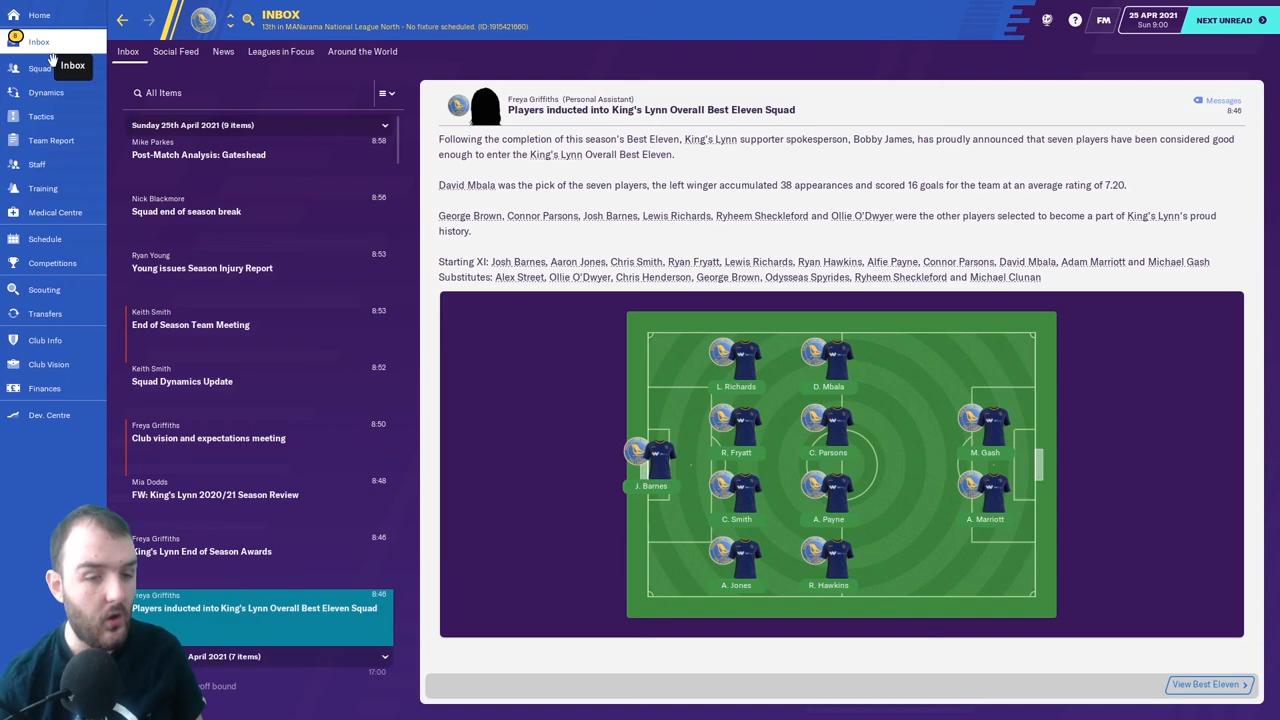 Home
8
Inbox
Squad
Inbox
Dynamics
Tactics
Team Report
Staff
Training
Medical Centre
Schedule
Competitions
Scouting
Transfers
Club Info
Club Vision
Finances
Dev. Centre
INBOX
13th in MANarama National League North - No fixture scheduled. (ID:1915421660)
?
FM
25 APR 2021
Sun 9:00
NEXT UNREAD
Inbox
Social Feed
News
Leagues in Focus
Around the World
All Items
Sunday 25th April 2021 (9 items)
Mike Parkes
8:58
Post-Match Analysis: Gateshead
Nick Blackmore
8:56
Squad end of season break
Ryan Young
8:53
Young issues Season Injury Report
Keith Smith
8:53
End of Season Team Meeting
Keith Smith
8:52
Squad Dynamics Update
Freya Griffiths
8:50
Club vision and expectations meeting
Mia Dodds
8:48
FW: King's Lynn 2020/21 Season Review
Freya Griffiths
8:46
King's Lynn End of Season Awards
Freya Griffiths
8:46
Players inducted into King's Lynn Overall Best Eleven Squad
April 2021 (7 items)
17:00
off bound
Freya Griffiths (Personal Assistant)
Players inducted into King's Lynn Overall Best Eleven Squad
Messages
8:46
Following the completion of this season's Best Eleven, King's Lynn supporter spokesperson, Bobby James, has proudly announced that seven players have been considered good
enough to enter the King's Lynn Overall Best Eleven.
David Mbala was the pick of the seven players, the left winger accumulated 38 appearances and scored 16 goals for the team at an average rating of 7.20.
George Brown, Connor Parsons, Josh Barnes, Lewis Richards, Ryheem Sheckleford and Ollie O'Dwyer were the other players selected to become a part of King's Lynn's proud
history.
Starting XI: Josh Barnes, Aaron Jones, Chris Smith, Ryan Fryatt, Lewis Richards, Ryan Hawkins, Alfie Payne, Connor Parsons, David Mbala, Adam Marriott and Michael Gash
Substitutes: Alex Street, Ollie O'Dwyer, Chris Henderson, George Brown, Odysseas Spyrides, Ryheem Sheckleford and Michael Clunan
L. Richards
D. Mbala
R. Fryatt
C. Parsons
M. Gash
J. Barnes
C. Smith
A. Payne
A. Marriott
A. Jones
R. Hawkins
View Best Eleven